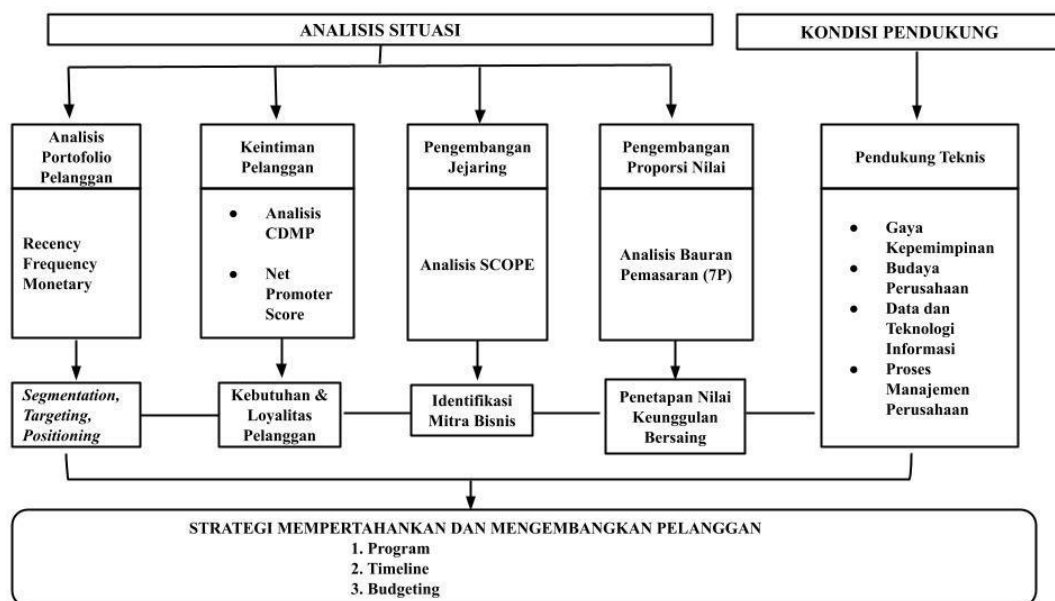 ANALISIS SITUASI
KONDISI PENDUKUNG
Analisis
Portofolio
Pelanggan
Recency
Frequency
Monetary
Segmentation,
Targeting,
Positioning
Keintiman
Pelanggan
● Analisis
CDMP
● Net
Promoter
Score
Kebutuhan &
Loyalitas
Pelanggan
Pengembangan
Jejaring
Analisis SCOPE
Identifikasi
Mitra Bisnis
Pengembangan
Proporsi Nilai
Analisis Bauran
Pemasaran (7P)
Penetapan Nilai
Keunggulan
Bersaing
Pendukung Teknis
● Gaya
Kepemimpinan
● Budaya
Perusahaan
● Data dan
Teknologi
Informasi
● Proses
Manajemen
Perusahaan
STRATEGI MEMPERTAHANKAN DAN MENGEMBANGKAN PELANGGAN
1. Program
2. Timeline
3. Budgeting